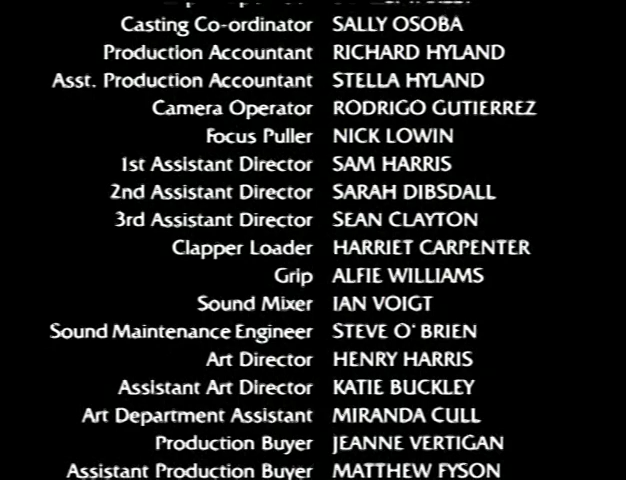 Casting Co-ordinator SALLY OSOBA
Production Accountant RICHARD HYLAND
Asst. Production Accountant STELLA HYLAND
Camera Operator RODRIGO GUTIERREZ
Focus Puller NICK LOWIN
1st Assistant Director SAM HARRIS
2nd Assistant Director SARAH DIBSDALL
3rd Assistant Director SEAN CLAYTON
Clapper Loader HARRIET CARPENTER
Grip ALFIE WILLIAMS
Sound Mixer IAN VOIGT
Sound Maintenance Engineer STEVE O'BRIEN
Art Director HENRY HARRIS
Assistant Art Director KATIE BUCKLEY
Art Department Assistant MIRANDA CULL
Production Buyer JEANNE VERTIGAN
Assistant Production Buyer MATTHEW FYSON